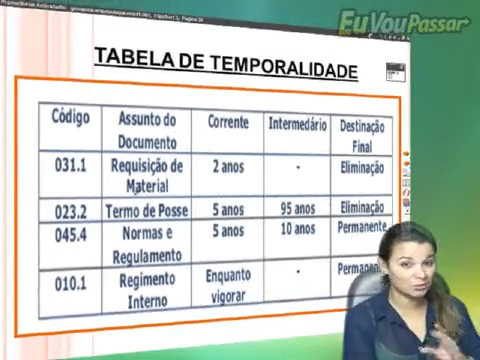 EuVouPassar
TABELA DE TEMPORALIDADE
Código Assunto do Documento Corrente Intermedário Destinação Final
031.1 Requisição de Material 2 anos - Eliminação
023.2 Termo de Posse 5 anos 95 anos Eliminação
045.4 Normas e Regulamento 5 anos 10 anos Permanente
010.1 Regimento Interno Enquanto vigorar -